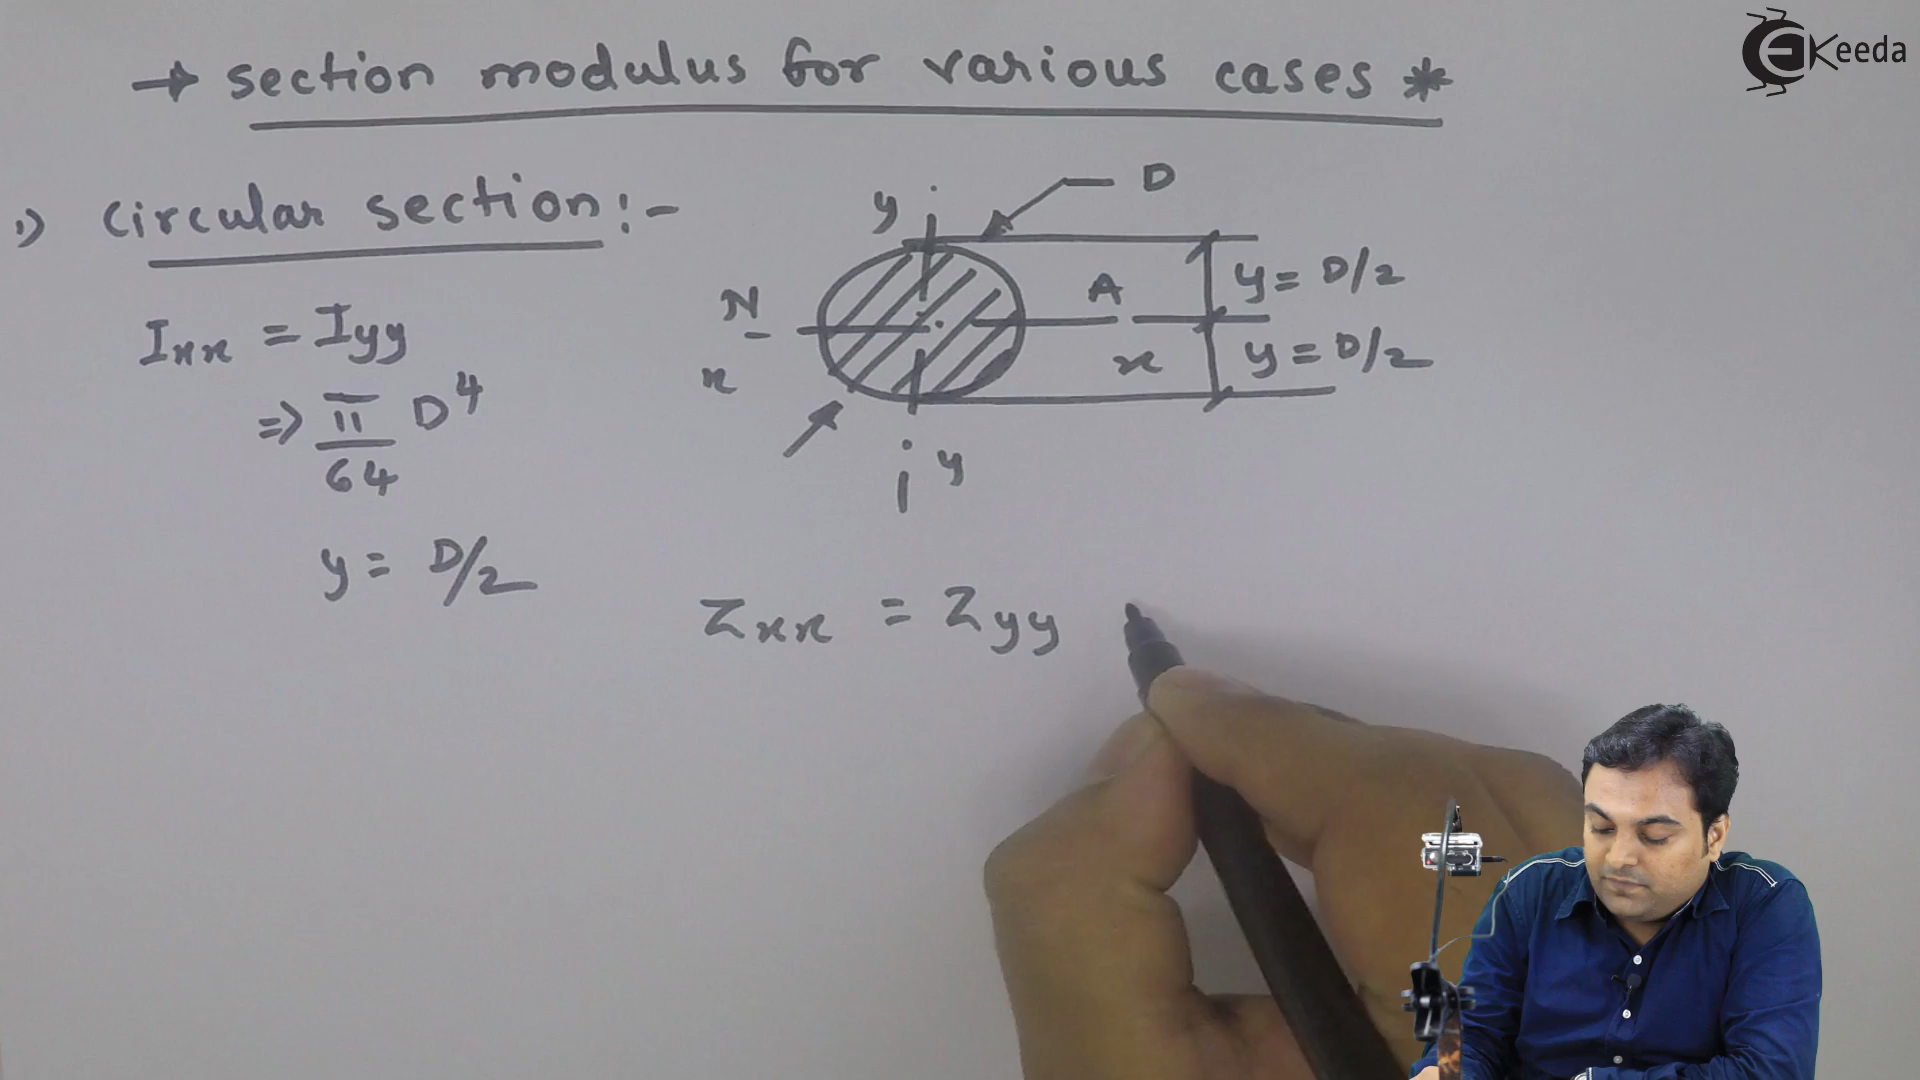 → section modulus for various cases *
EKeeda
1) Circular section:-
D
y
y = D/2
N
A
Ixx = Iyy
x
x
y = D/2
⇒ π/64 D⁴
y
y = D/2
Zxx = Zyy